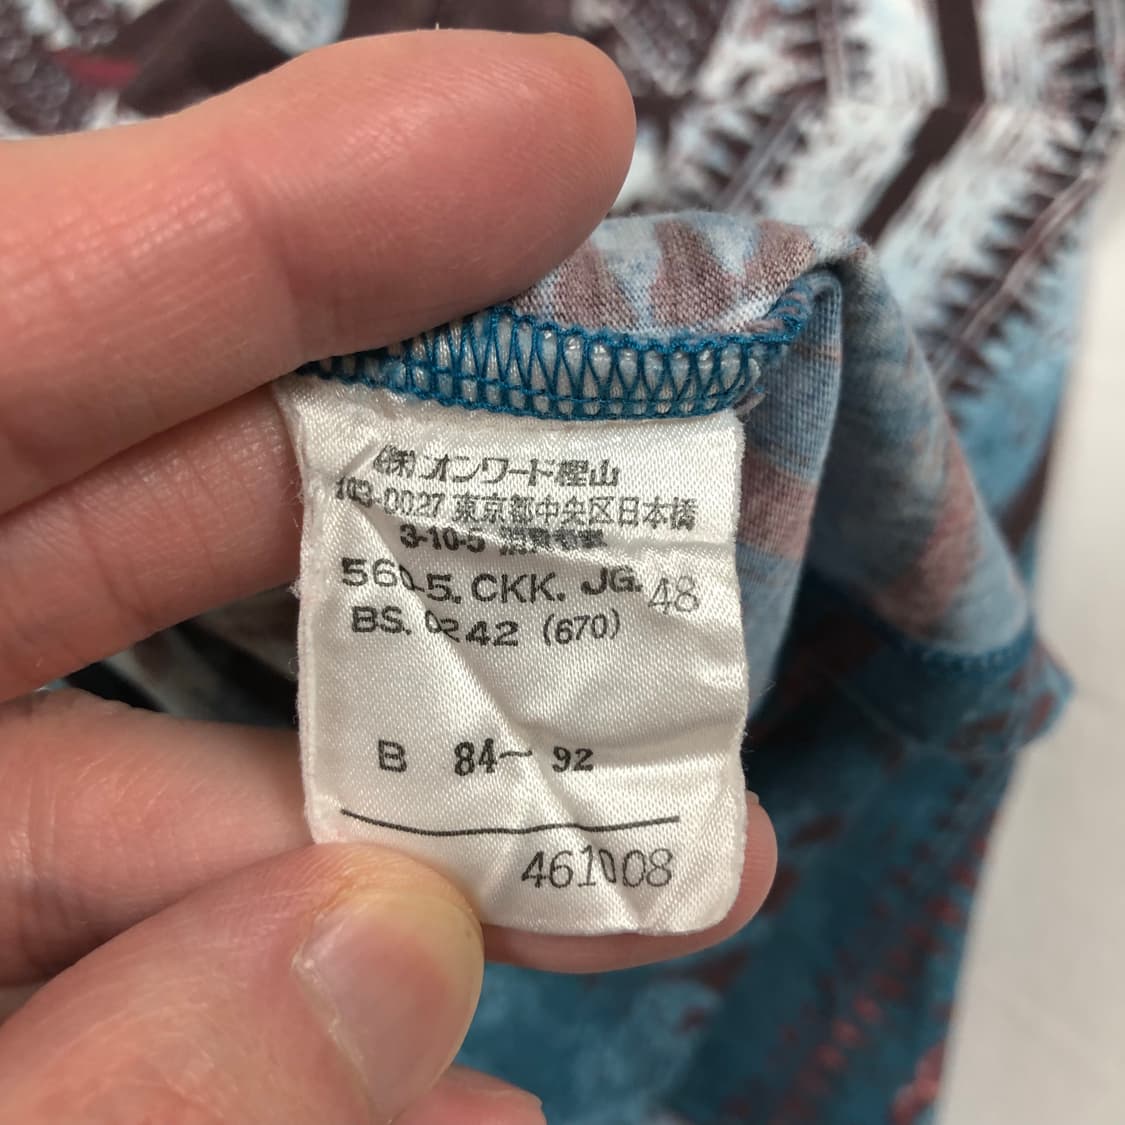 (株)オンワード樫山
103-0027 東京都中央区日本橋
3-10-5
560-5. CKK. JG. 48
BS. 0242 (670)
B 84~92
461008